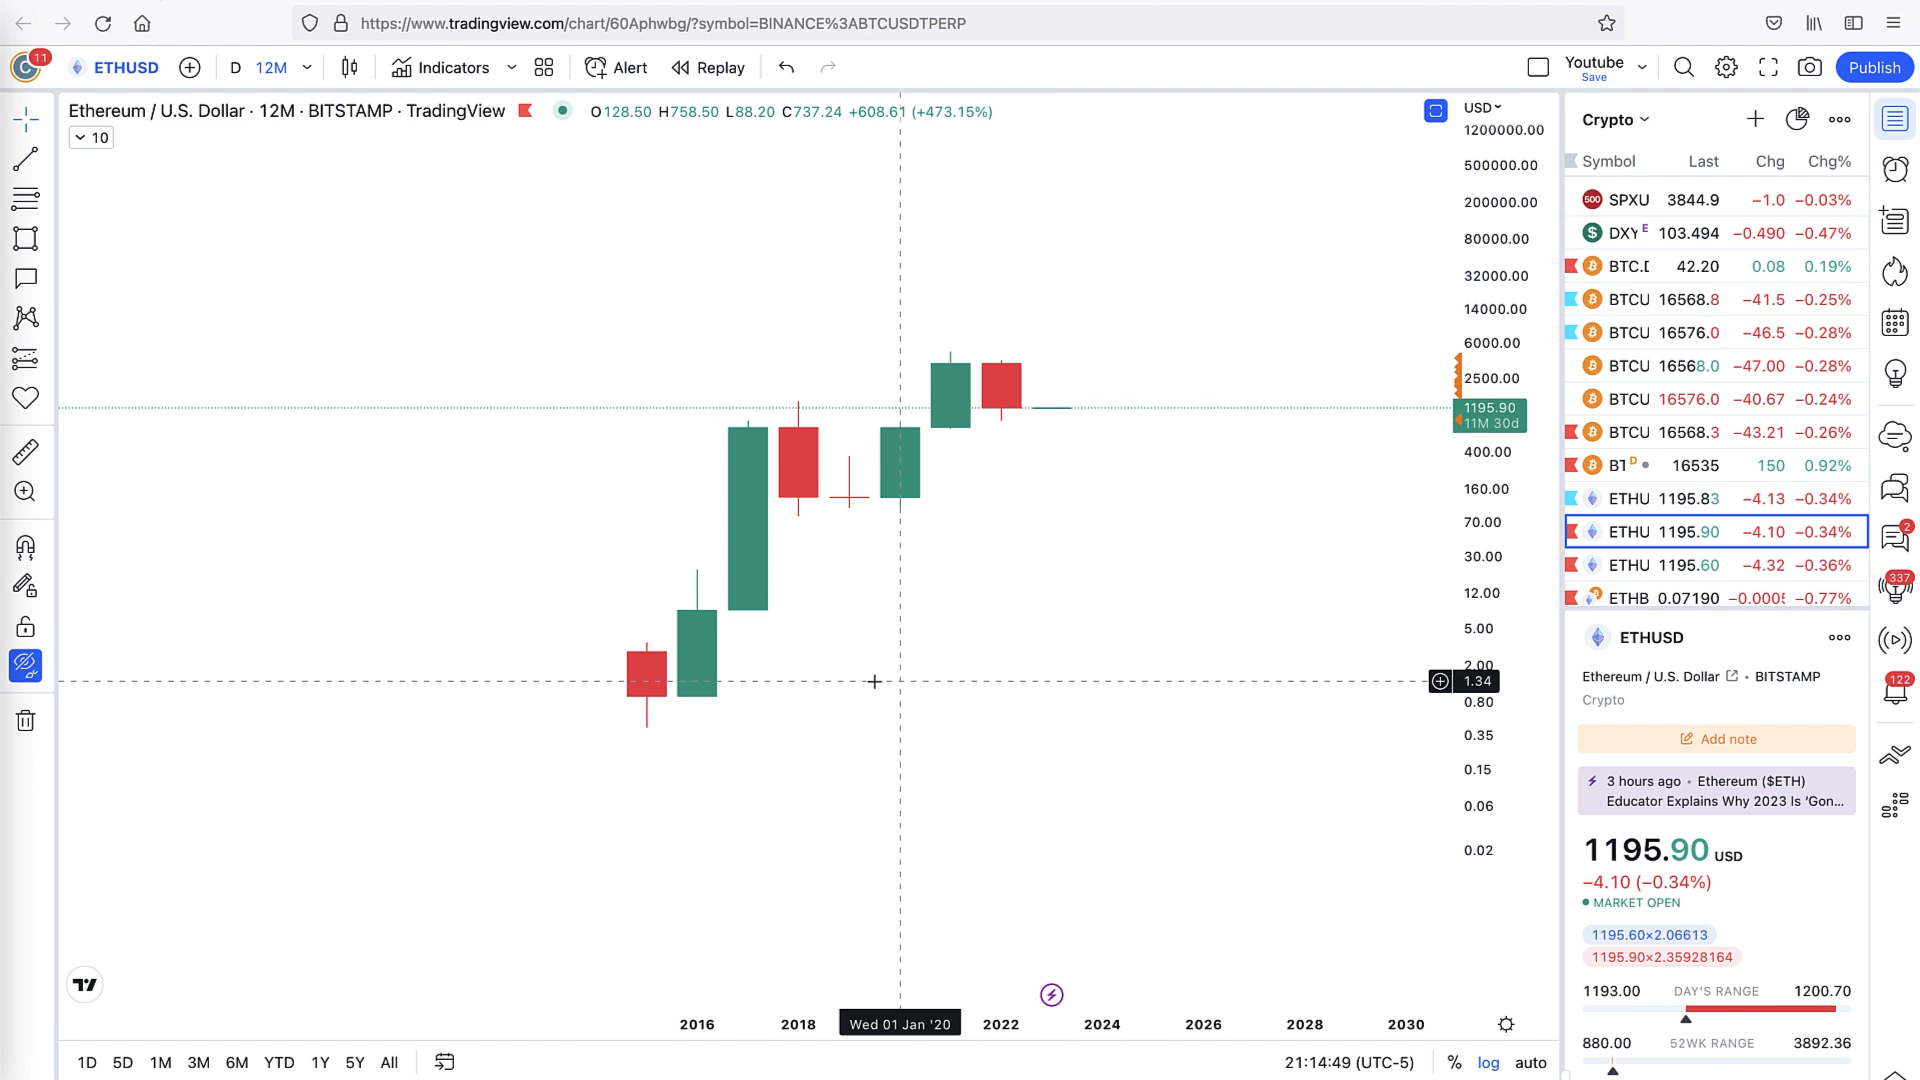 https://www.tradingview.com/chart/60Aphwbg/?symbol=BINANCE%3ABTCUSDTPERP
11
ETHUSD
D
12M
Indicators
Alert
Replay
Youtube
Save
Publish
Ethereum / U.S. Dollar · 12M · BITSTAMP · TradingView
O128.50 H758.50 L88.20 C737.24 +608.61 (+473.15%)
10
USD
1200000.00
500000.00
200000.00
80000.00
32000.00
14000.00
6000.00
2500.00
1195.90
11M 30d
400.00
160.00
70.00
30.00
12.00
5.00
2.00
1.34
0.80
0.35
0.15
0.06
0.02
2016
2018
Wed 01 Jan '20
2022
2024
2026
2028
2030
1D 5D 1M 3M 6M YTD 1Y 5Y All
21:14:49 (UTC-5)
%
log
auto
Crypto
Symbol Last Chg Chg%
500 SPXU 3844.9 −1.0 −0.03%
$ DXY E 103.494 −0.490 −0.47%
BTC.D 42.20 0.08 0.19%
BTCU 16568.8 −41.5 −0.25%
BTCU 16576.0 −46.5 −0.28%
BTCU 16568.0 −47.00 −0.28%
BTCU 16576.0 −40.67 −0.24%
BTCU 16568.3 −43.21 −0.26%
BT D 16535 150 0.92%
ETHU 1195.83 −4.13 −0.34%
ETHU 1195.90 −4.10 −0.34%
ETHU 1195.60 −4.32 −0.36%
ETHB 0.07190 −0.0005 −0.77%
ETHUSD
Ethereum / U.S. Dollar • BITSTAMP
Crypto
Add note
3 hours ago • Ethereum ($ETH)
Educator Explains Why 2023 Is ‘Gon...
1195.90 USD
−4.10 (−0.34%)
MARKET OPEN
1195.60×2.06613
1195.90×2.35928164
1193.00 DAY'S RANGE 1200.70
880.00 52WK RANGE 3892.36
2
337
122